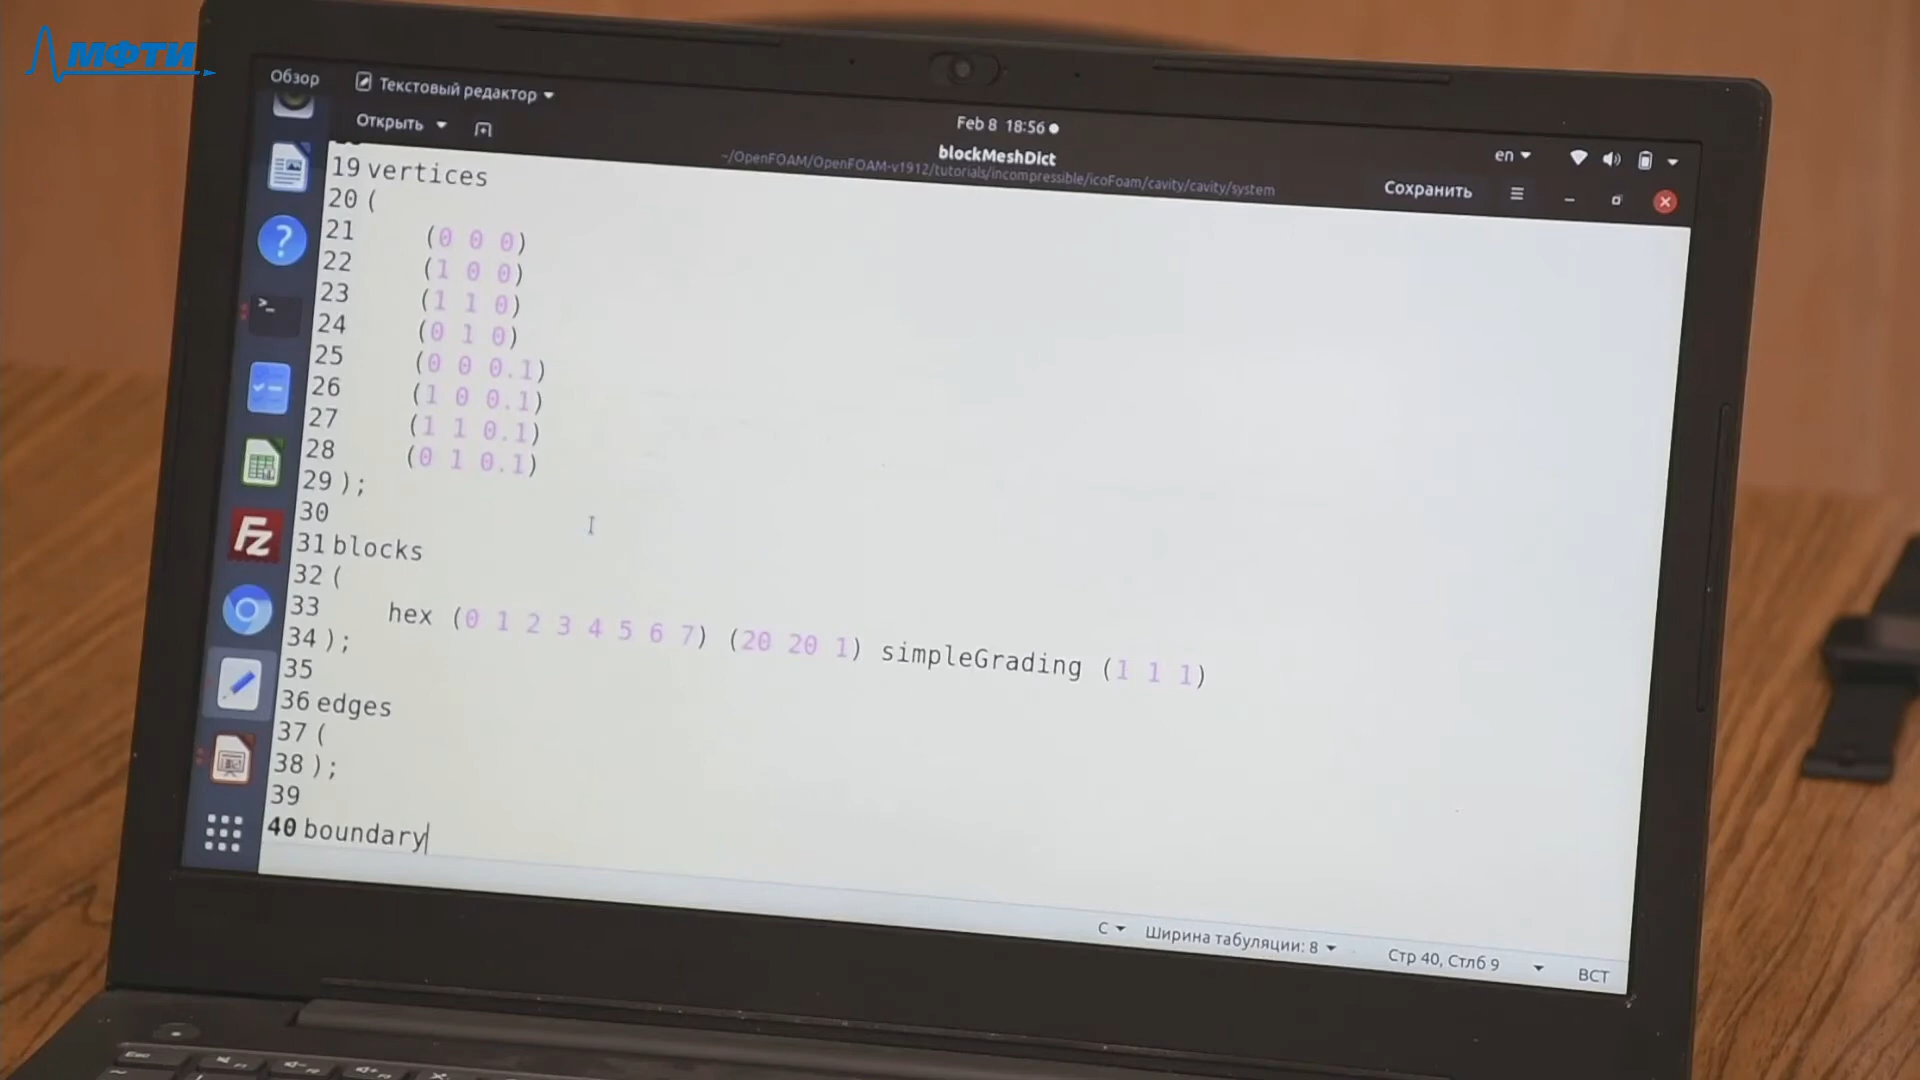 МФТИ
Обзор
Текстовый редактор
Feb 8 18:56
en
Открыть
blockMeshDict
~/OpenFOAM/OpenFOAM-v1912/tutorials/incompressible/icoFoam/cavity/cavity/system
Сохранить
19 vertices
20 (
21 (0 0 0)
22 (1 0 0)
23 (1 1 0)
24 (0 1 0)
25 (0 0 0.1)
26 (1 0 0.1)
27 (1 1 0.1)
28 (0 1 0.1)
29 );
30
31 blocks
32 (
33 hex (0 1 2 3 4 5 6 7) (20 20 1) simpleGrading (1 1 1)
34 );
35
36 edges
37 (
38 );
39
40 boundary
C
Ширина табуляции: 8
Стр 40, Стлб 9
ВСТ
Esc